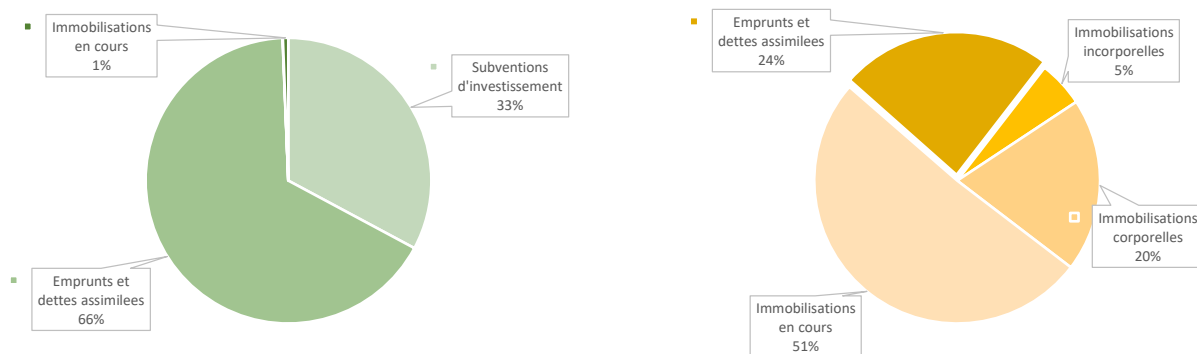 Immobilisations
en cours
1%
Subventions
d'investissement
33%
Emprunts et
dettes assimilees
66%
Emprunts et
dettes assimilees
24%
Immobilisations
incorporelles
5%
Immobilisations
corporelles
20%
Immobilisations
en cours
51%